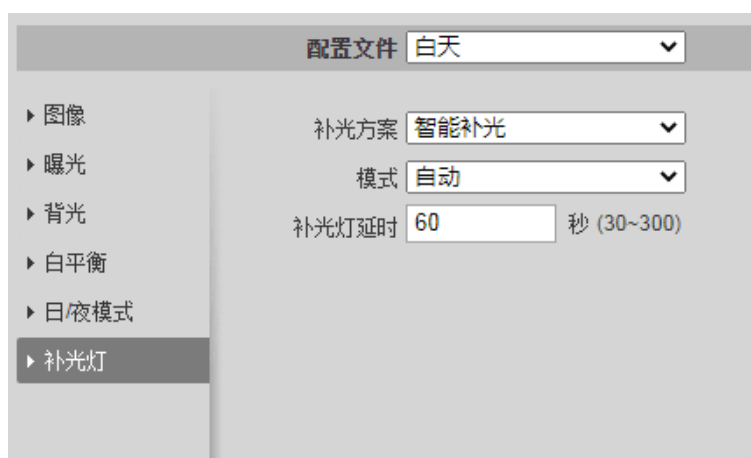 配置文件 白天
图像
曝光
背光
白平衡
日/夜模式
补光灯
补光方案 智能补光
模式 自动
补光灯延时 60 秒 (30~300)